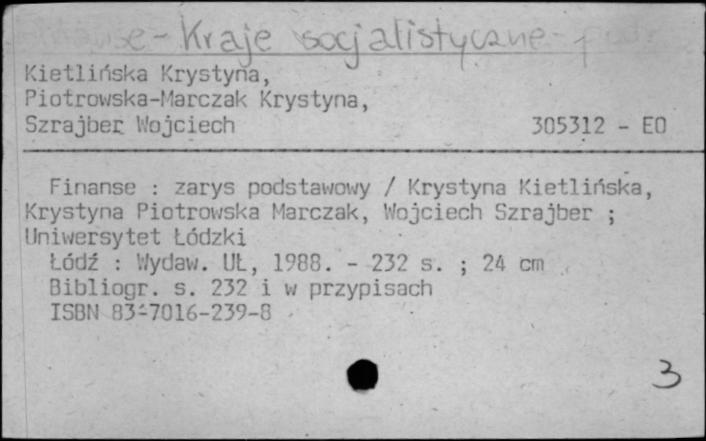 - Kraje socjalistyczne -
Kietlińska Krystyna,
Piotrowska-Marczak Krystyna,
Szrajber Wojciech 305312 - EO
Finanse : zarys podstawowy / Krystyna Kietlińska,
Krystyna Piotrowska Marczak, Wojciech Szrajber ;
Uniwersytet Łódzki
Łódź : Wydaw. UŁ, 1988. - 232 s. ; 24 cm
Bibliogr. s. 232 i w przypisach
ISBN 83-7016-239-8
3